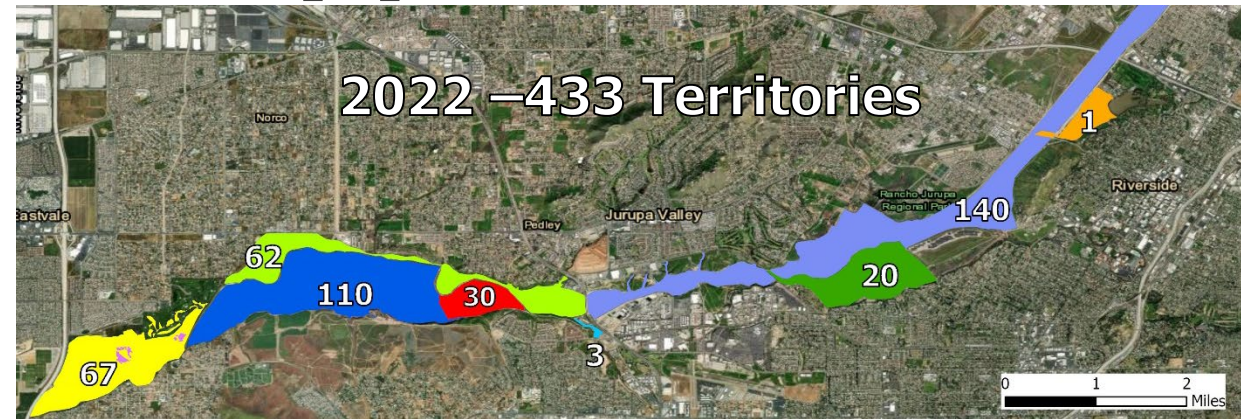 2022 –433 Territories
Norco
1
Riverside
Rancho Jurupa
Regional Park
140
Eastvale
Jurupa Valley
Pedley
62
20
110
30
3
67
0 1 2
Miles